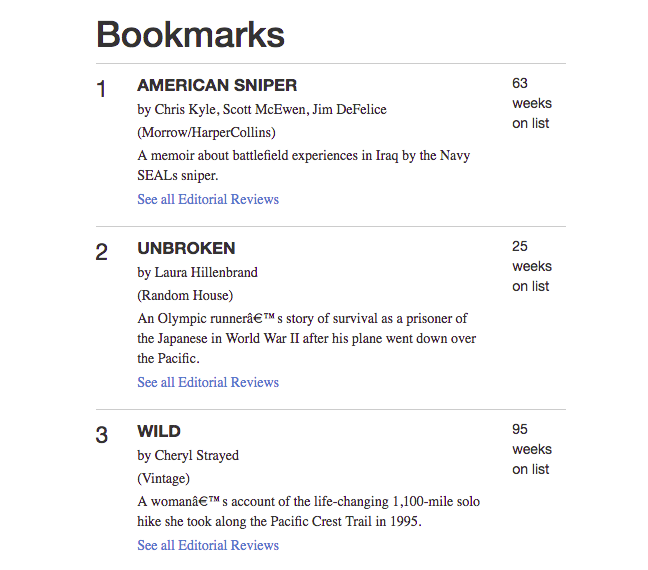 Bookmarks
1
AMERICAN SNIPER
by Chris Kyle, Scott McEwen, Jim DeFelice
(Morrow/HarperCollins)
A memoir about battlefield experiences in Iraq by the Navy
SEALs sniper.
See all Editorial Reviews
63
weeks
on list
2
UNBROKEN
by Laura Hillenbrand
(Random House)
An Olympic runnerâ€™s story of survival as a prisoner of
the Japanese in World War II after his plane went down over
the Pacific.
See all Editorial Reviews
25
weeks
on list
3
WILD
by Cheryl Strayed
(Vintage)
A womanâ€™s account of the life-changing 1,100-mile solo
hike she took along the Pacific Crest Trail in 1995.
See all Editorial Reviews
95
weeks
on list